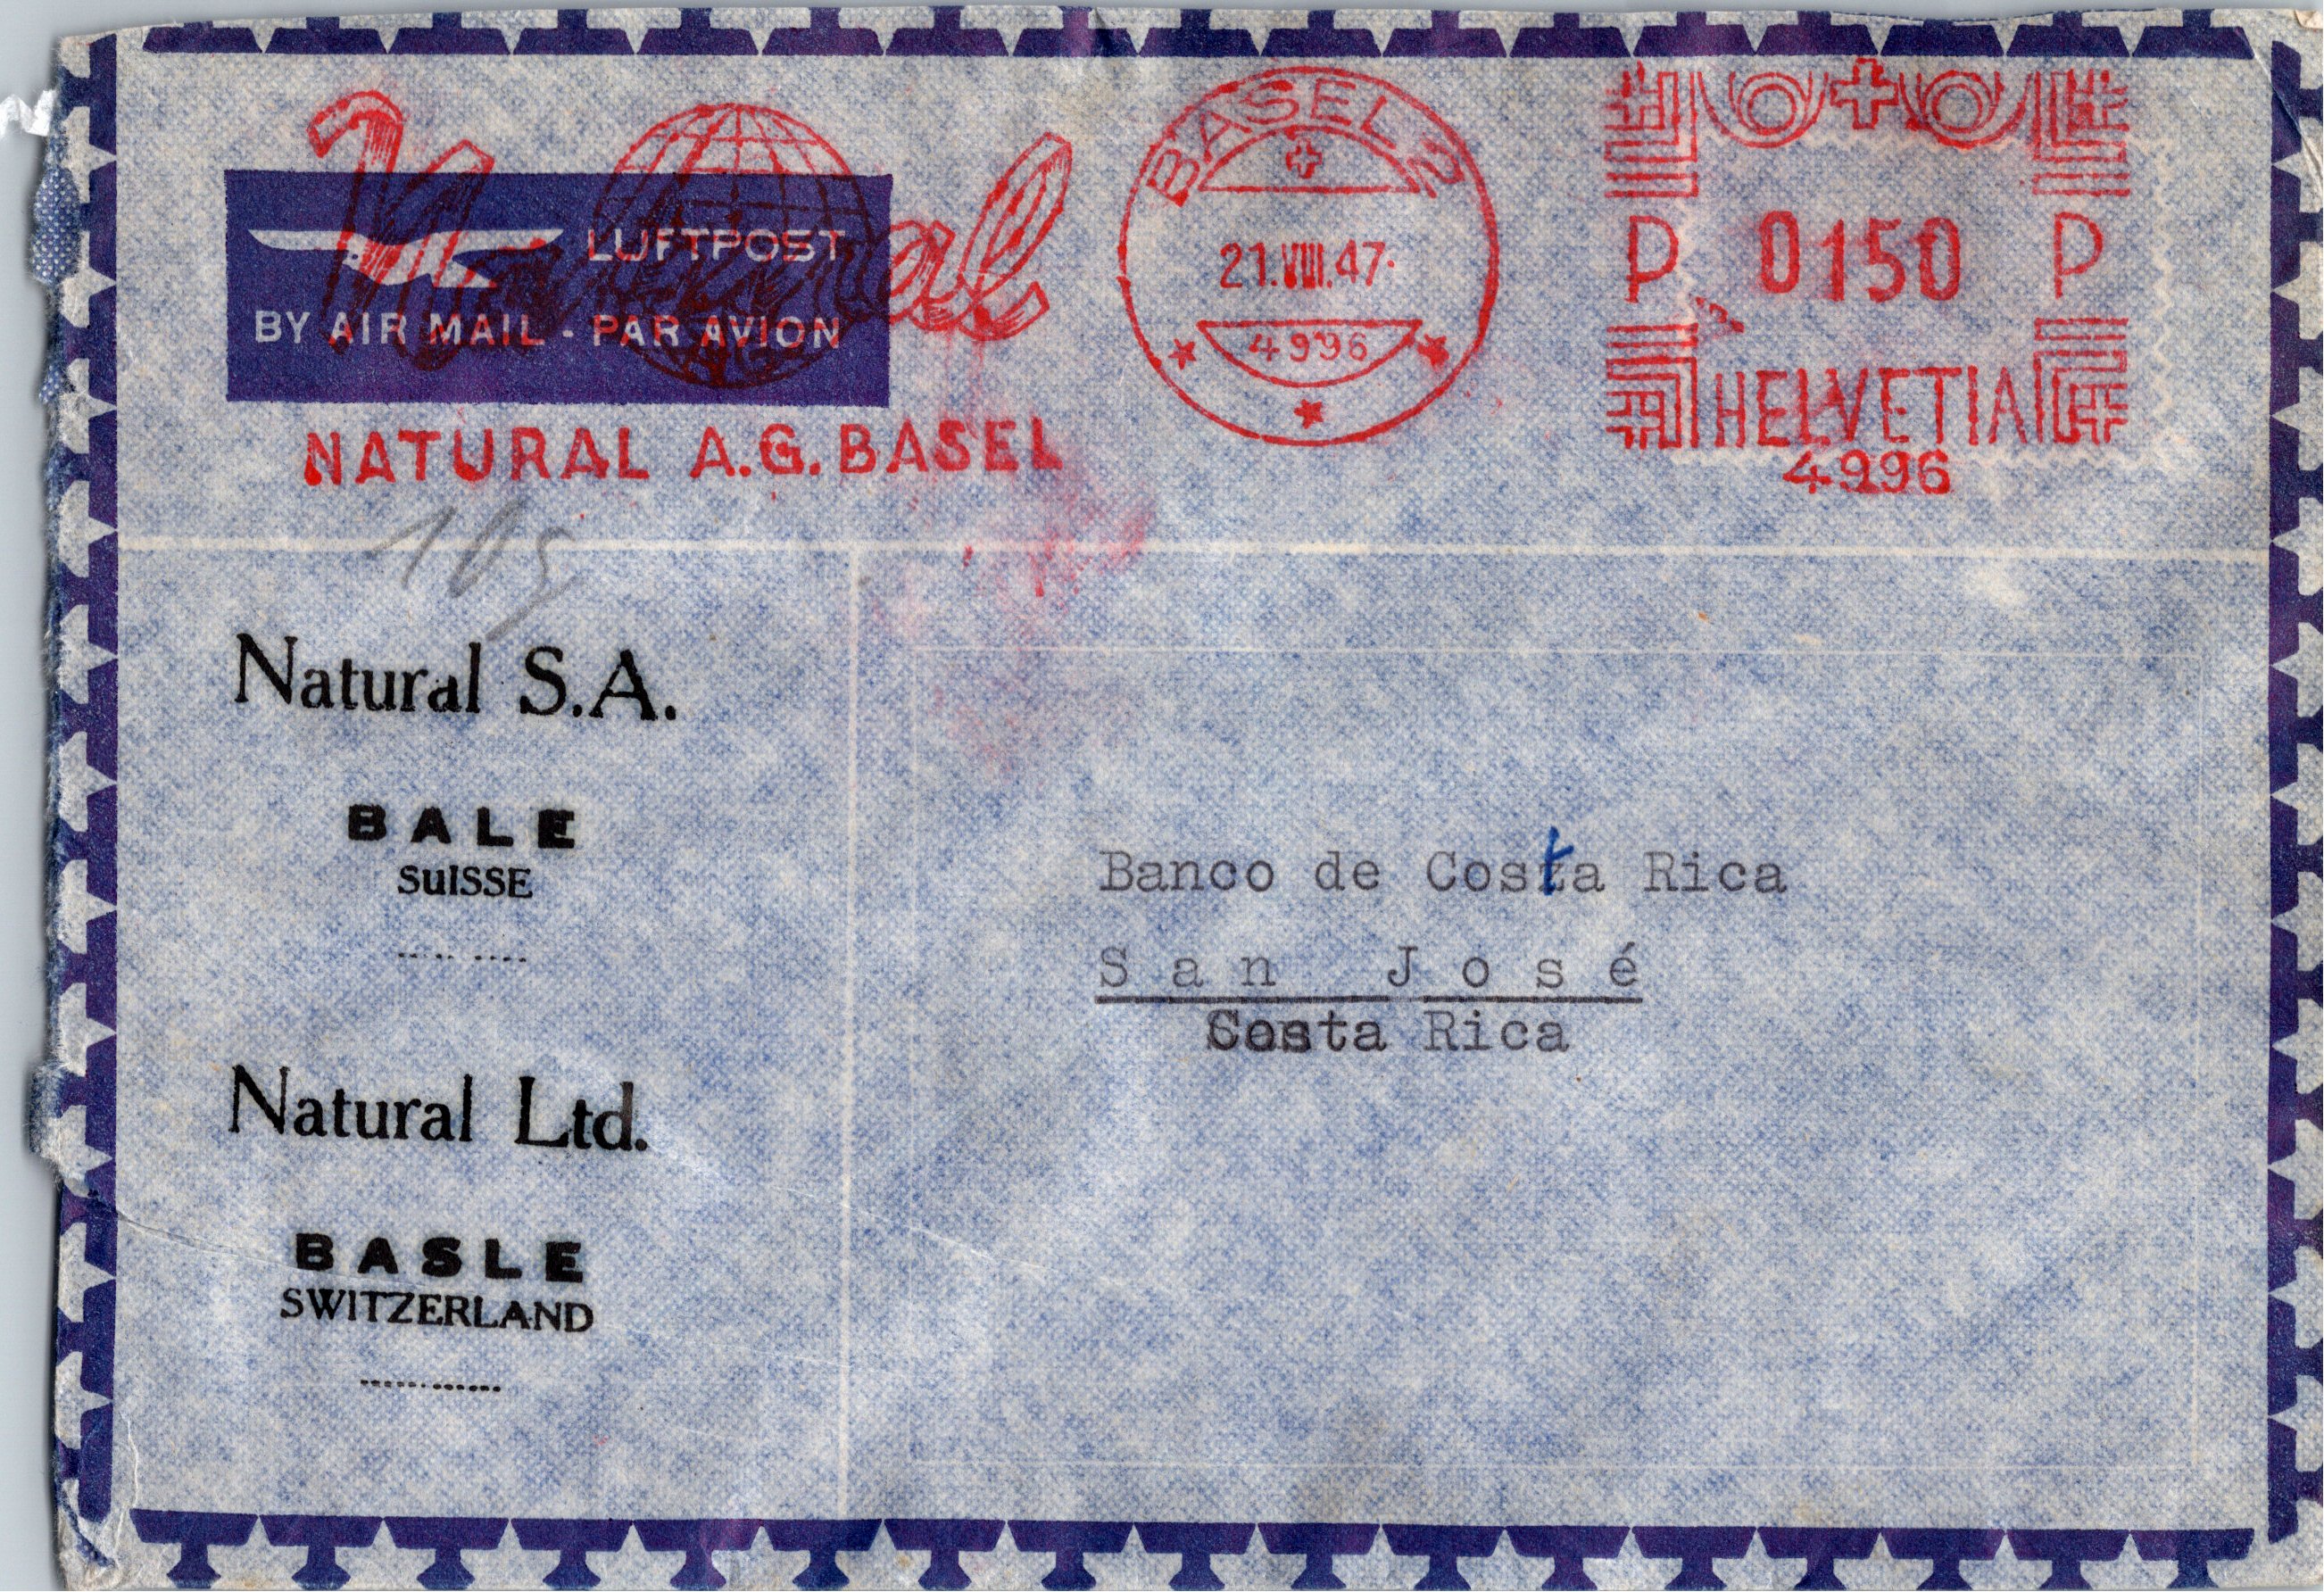 Natural
LUFTPOST
BY AIR MAIL - PAR AVION
NATURAL A.G. BASEL
BASEL 2
21.VIII.47.
4996
P 0150 P
HELVETIA
4996
Natural S.A.
BALE
SuISSE
Natural Ltd.
BASLE
SWITZERLAND
Banco de Costa Rica
San José
Costa Rica